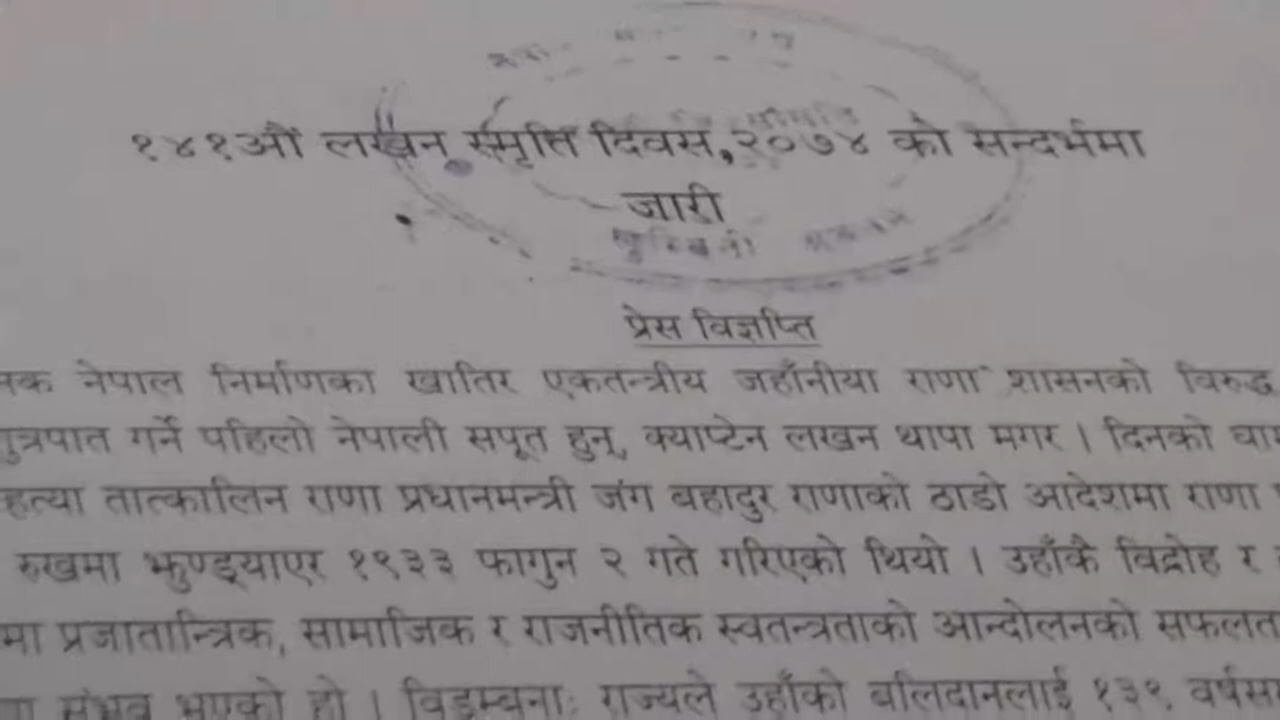 १४१औं लखन स्मृति दिवस,२०७४ को सन्दर्भमा
जारी
प्रेस विज्ञप्ति
नेपाल निर्माणका खातिर एकतन्त्रीय जहाँनीया राणा शासनको विरुद्ध
गर्ने पहिलो नेपाली सपूत हुन्, क्याप्टेन लखन थापा मगर । दिनको
हत्या तात्कालिन राणा प्रधानमन्त्री जंग बहादुर राणाको ठाडो आदेशमा राणा
रुखमा झुण्ड्याएर १९३३ फागुन २ गते गरिएको थियो । उहाँकै विद्रोह र
मा प्रजातान्त्रिक, सामाजिक र राजनीतिक स्वतन्त्रताको आन्दोलनको
संभव भएको हो । विडम्बनाः राज्यले उहाँको बलिदानलाई १३९